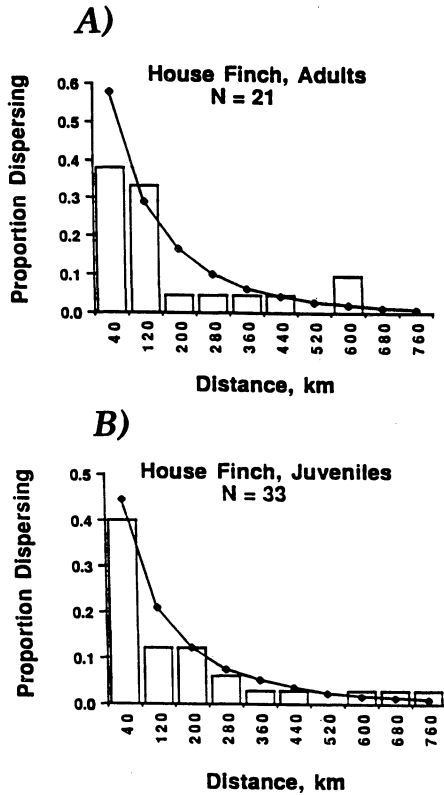 A)
House Finch, Adults
N = 21
Proportion Dispersing
0.6
0.5
0.4
0.3
0.2
0.1
0.0
40 120 200 280 360 440 520 600 680 760
Distance, km
B)
House Finch, Juveniles
N = 33
Proportion Dispersing
0.5
0.4
0.3
0.2
0.1
0.0
40 120 200 280 360 440 520 600 680 760
Distance, km